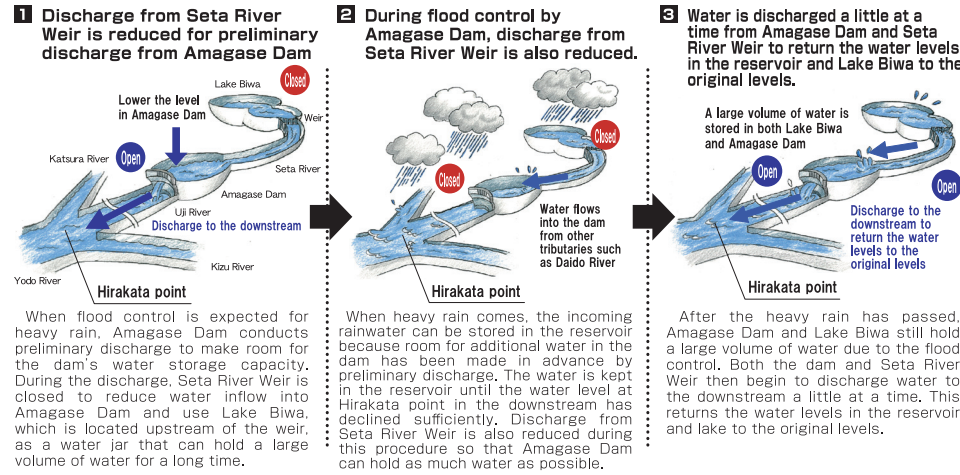 1 Discharge from Seta River
Weir is reduced for preliminary
discharge from Amagase Dam
Lake Biwa
Closed
Lower the level
in Amagase Dam
Weir
Katsura River
Open
Seta River
Amagase Dam
Uji River
Discharge to the downstream
Kizu River
Yodo River
Hirakata point
When flood control is expected for
heavy rain, Amagase Dam conducts
preliminary discharge to make room for
the dam's water storage capacity.
During the discharge, Seta River Weir is
closed to reduce water inflow into
Amagase Dam and use Lake Biwa,
which is located upstream of the weir,
as a water jar that can hold a large
volume of water for a long time.
2 During flood control by
Amagase Dam, discharge from
Seta River Weir is also reduced.
Closed
Closed
Water flows
into the dam
from other
tributaries such
as Daido River
Hirakata point
When heavy rain comes, the incoming
rainwater can be stored in the reservoir
because room for additional water in the
dam has been made in advance by
preliminary discharge. The water is kept
in the reservoir until the water level at
Hirakata point in the downstream has
declined sufficiently. Discharge from
Seta River Weir is also reduced during
this procedure so that Amagase Dam
can hold as much water as possible.
3 Water is discharged a little at a
time from Amagase Dam and Seta
River Weir to return the water levels
in the reservoir and Lake Biwa to the
original levels.
A large volume of water is
stored in both Lake Biwa
and Amagase Dam
Open
Open
Discharge to the
downstream to
return the water
levels to the
original levels
Hirakata point
After the heavy rain has passed,
Amagase Dam and Lake Biwa still hold
a large volume of water due to the flood
control. Both the dam and Seta River
Weir then begin to discharge water to
the downstream a little at a time. This
returns the water levels in the reservoir
and lake to the original levels.